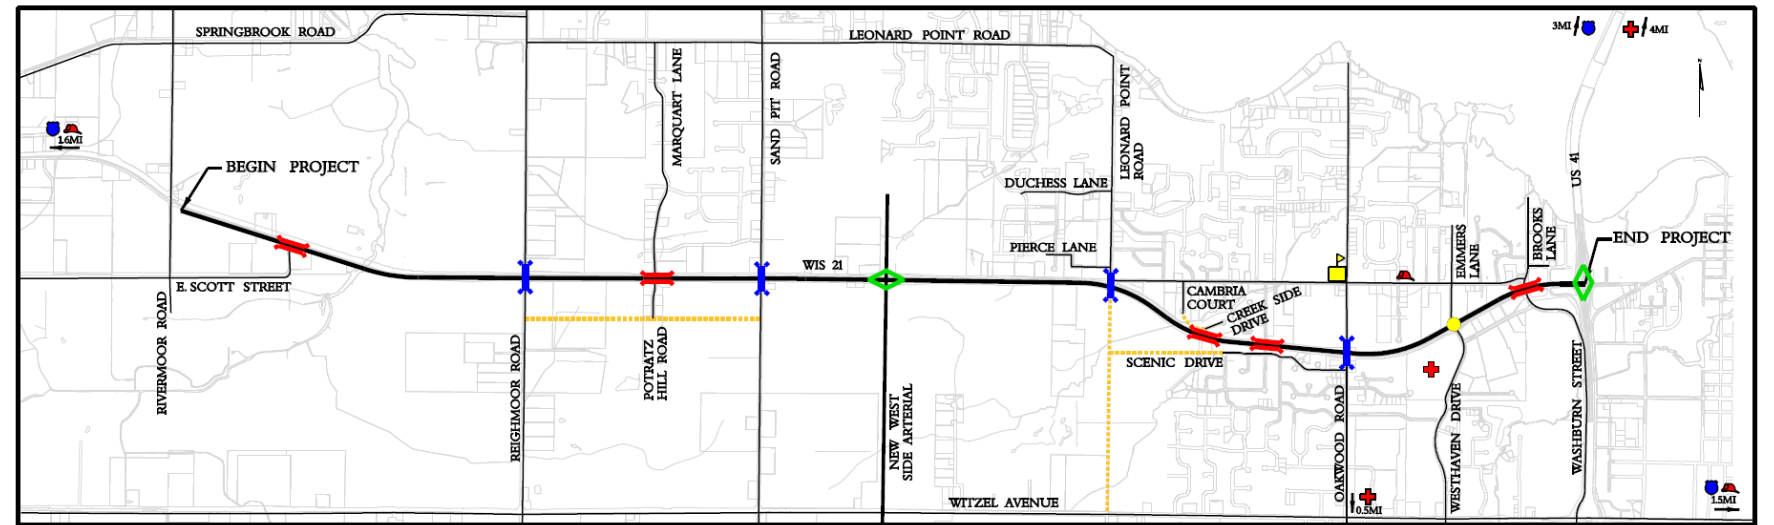 SPRINGBROOK ROAD
LEONARD POINT ROAD
3MI
4MI
N
MARQUART LANE
SAND PIT ROAD
LEONARD POINT
ROAD
US 41
1.6MI
BEGIN PROJECT
DUCHESS LANE
PIERCE LANE
EMMERS
LANE
BROOKS
LANE
END PROJECT
WIS 21
E. SCOTT STREET
CAMBRIA
COURT
CREEK SIDE
DRIVE
RIVERMOOR ROAD
REIGHMOOR ROAD
POTRATZ
HILL ROAD
SCENIC DRIVE
NEW WEST
SIDE ARTERIAL
OAKWOOD ROAD
WESTHAVEN DRIVE
WASHBURN STREET
WITZEL AVENUE
0.5MI
1.5MI